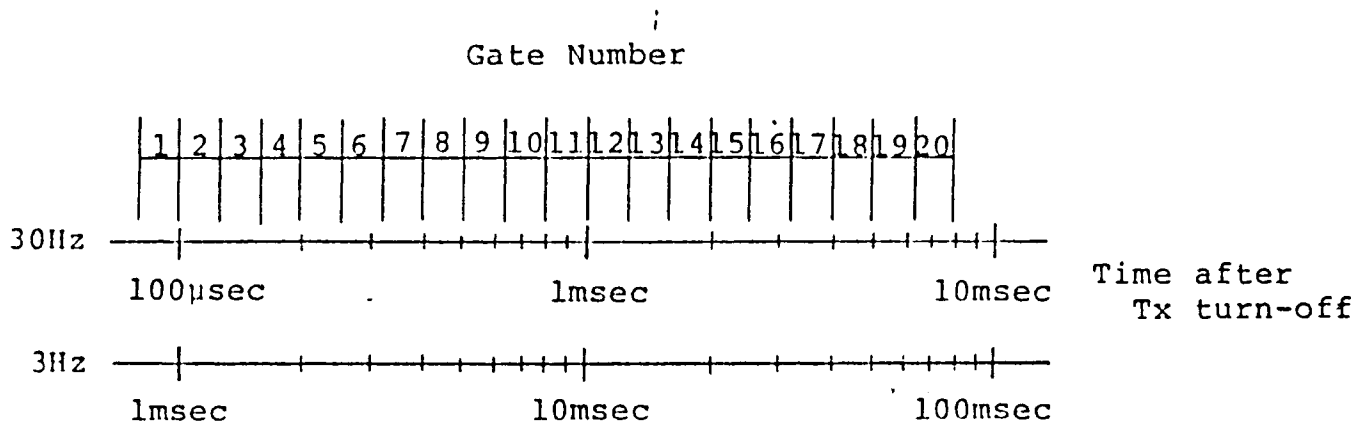 Gate Number
1 2 3 4 5 6 7 8 9 10 11 12 13 14 15 16 17 18 19 20
30Hz
100µsec 1msec 10msec
Time after
Tx turn-off
3Hz
1msec 10msec 100msec